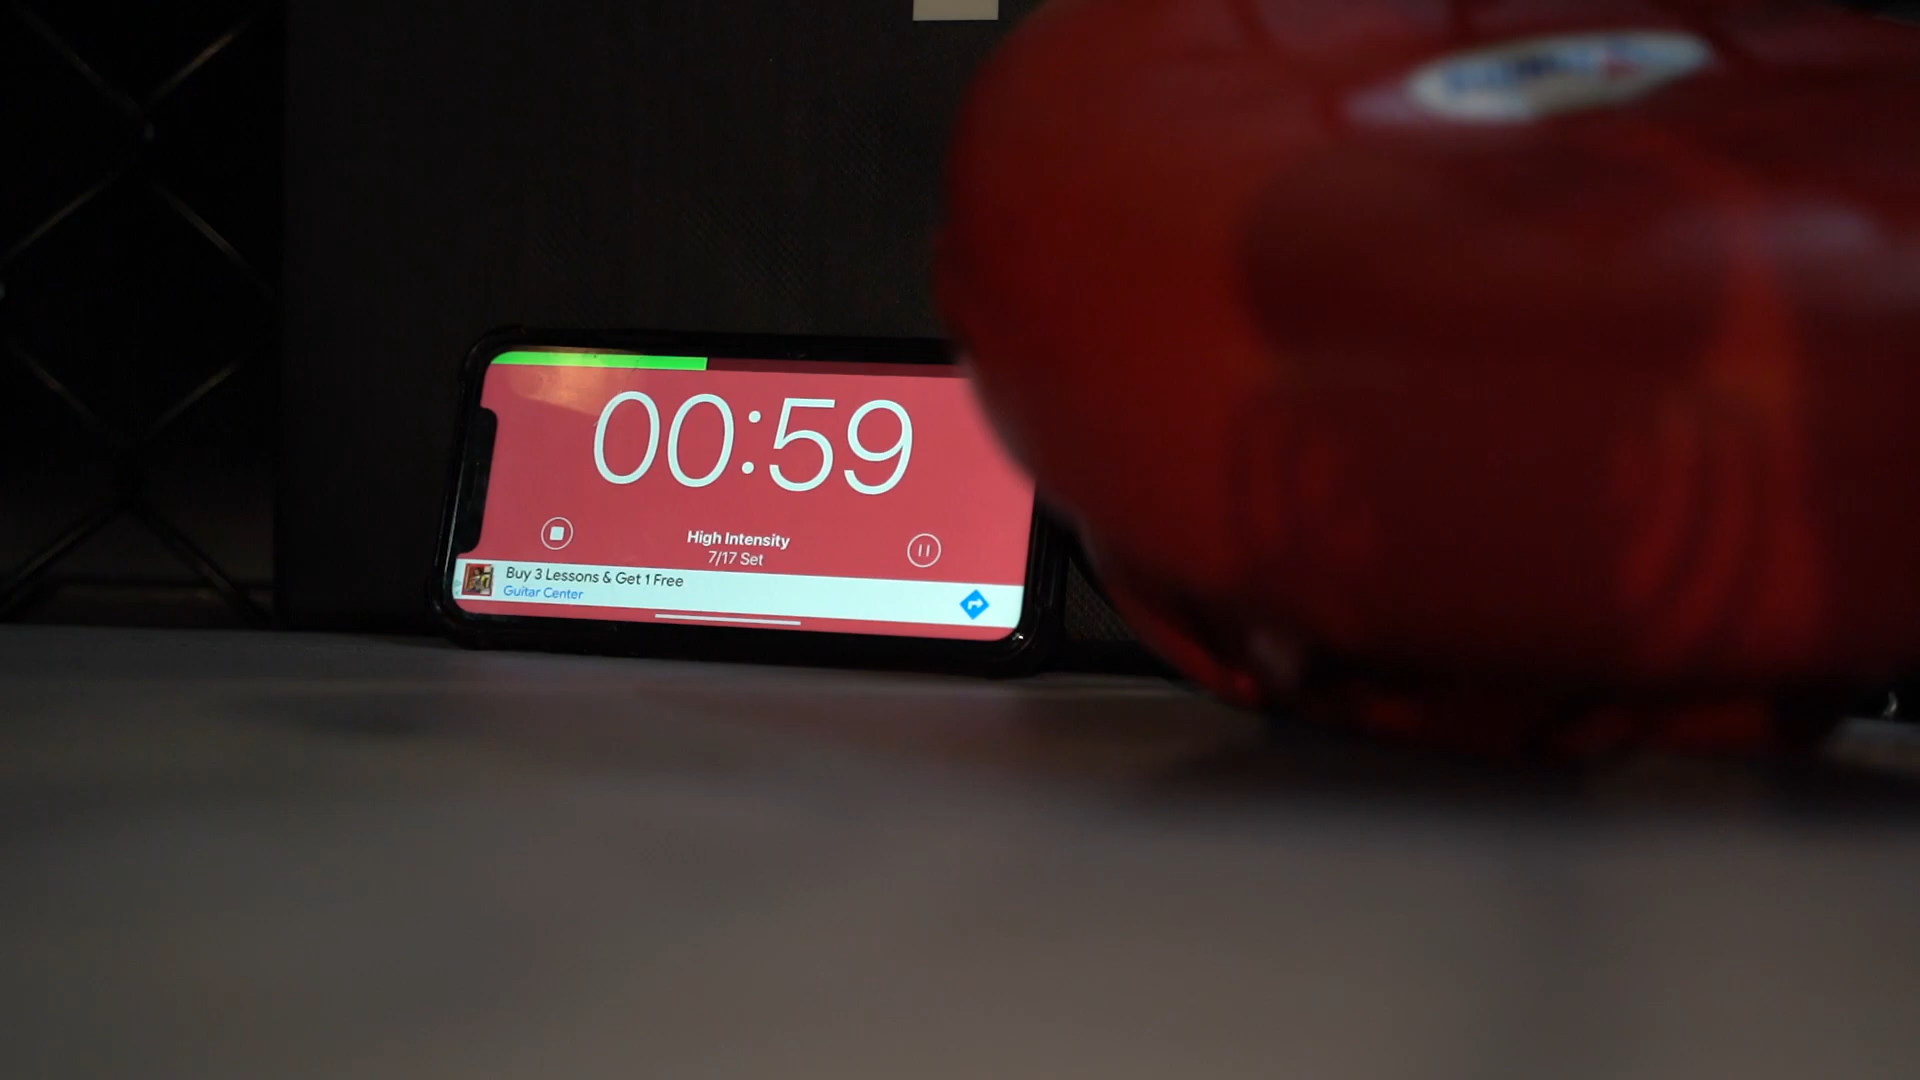 00:59
High Intensity
7/17 Set
Buy 3 Lessons & Get 1 Free
Guitar Center